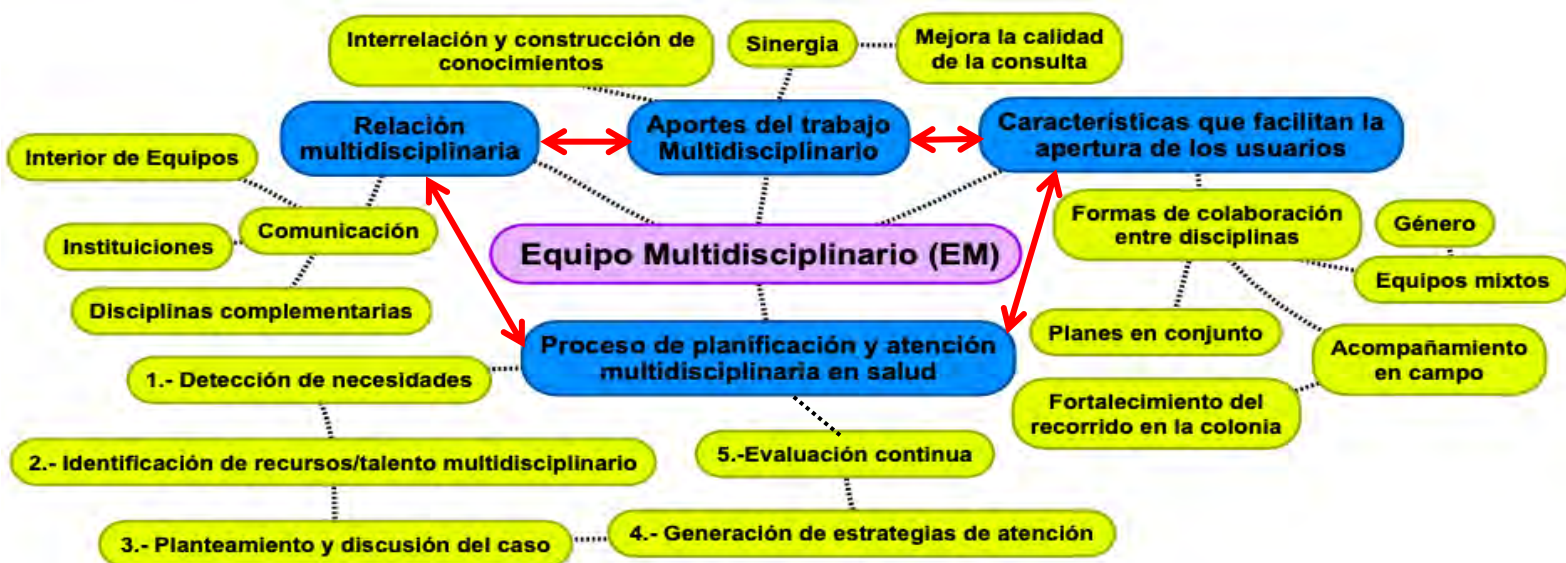 Interrelación y construcción de
conocimientos
Sinergia
Mejora la calidad
de la consulta
Relación
multidisciplinaria
Aportes del trabajo
Multidisciplinario
Características que facilitan la
apertura de los usuarios
Interior de Equipos
Comunicación
Instituiciones
Disciplinas complementarias
Equipo Multidisciplinario (EM)
Formas de colaboración
entre disciplinas
Género
Equipos mixtos
Planes en conjunto
Acompañamiento
en campo
Fortalecimiento del
recorrido en la colonia
Proceso de planificación y atención
multidisciplinaria en salud
1.- Detección de necesidades
2.- Identificación de recursos/talento multidisciplinario
3.- Planteamiento y discusión del caso
4.- Generación de estrategias de atención
5.-Evaluación continua